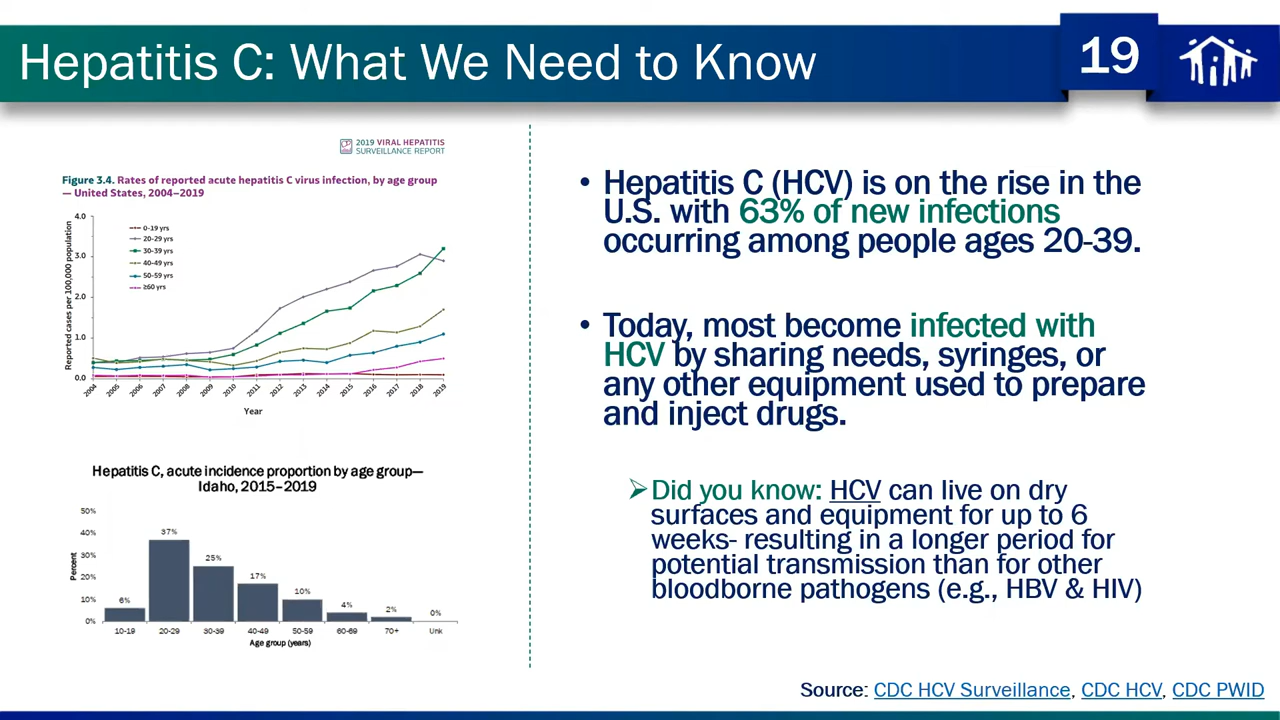 Hepatitis C: What We Need to Know
19
2019 VIRAL HEPATITIS
SURVEILLANCE REPORT
Figure 3.4. Rates of reported acute hepatitis C virus infection, by age group
— United States, 2004–2019
Reported cases per 100,000 population
4.0
3.0
2.0
1.0
0.0
0-19 yrs
20-29 yrs
30-39 yrs
40-49 yrs
50-59 yrs
≥60 yrs
2004 2005 2006 2007 2008 2009 2010 2011 2012 2013 2014 2015 2016 2017 2018 2019
Year
Hepatitis C, acute incidence proportion by age group—
Idaho, 2015–2019
Percent
50%
40%
30%
20%
10%
0%
6% 37% 25% 17% 10% 4% 2% 0%
10-19 20-29 30-39 40-49 50-59 60-69 70+ Unk
Age group (years)
• Hepatitis C (HCV) is on the rise in the
U.S. with 63% of new infections
occurring among people ages 20-39.
• Today, most become infected with
HCV by sharing needs, syringes, or
any other equipment used to prepare
and inject drugs.
➢Did you know: HCV can live on dry
surfaces and equipment for up to 6
weeks- resulting in a longer period for
potential transmission than for other
bloodborne pathogens (e.g., HBV & HIV)
Source: CDC HCV Surveillance, CDC HCV, CDC PWID